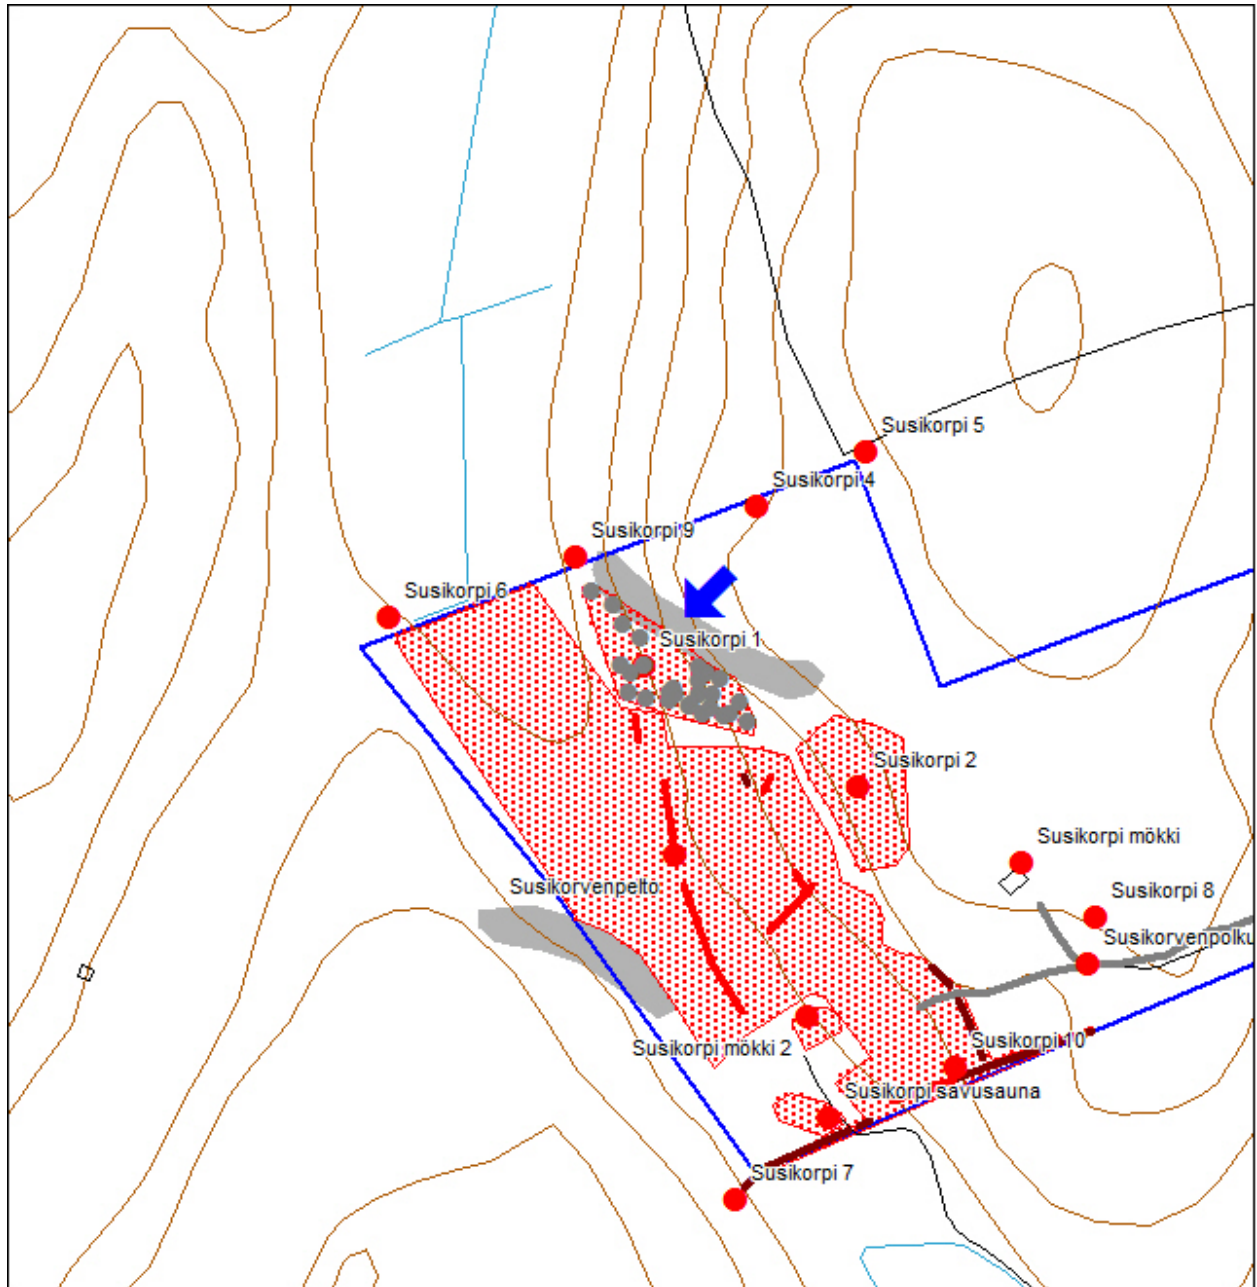 Susikorpi 5
Susikorpi 4
Susikorpi 9
Susikorpi 6
Susikorpi 1
Susikorpi 2
Susikorpi mökki
Susikorvenpelto
Susikorpi 8
Susikorvenpolku
Susikorpi 10
Susikorpi mökki 2
Susikorpi savusauna
Susikorpi 7